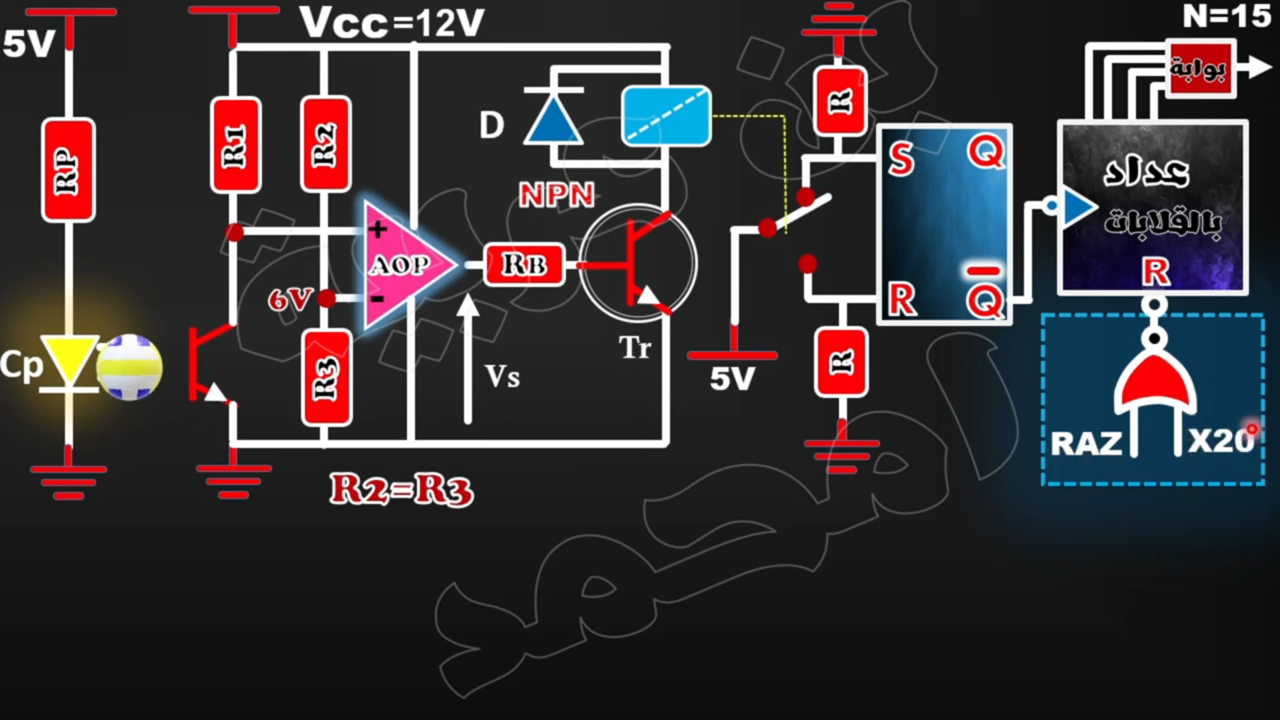 5V
Vcc=12V
N=15
RP
R1
R2
D
R
بوابة
S
Q
عداد
بالقلابات
NPN
+
AOP
-
6V
RB
R
Q
R
Cp
R3
Vs
Tr
5V
R
RAZ
X20
R2=R3